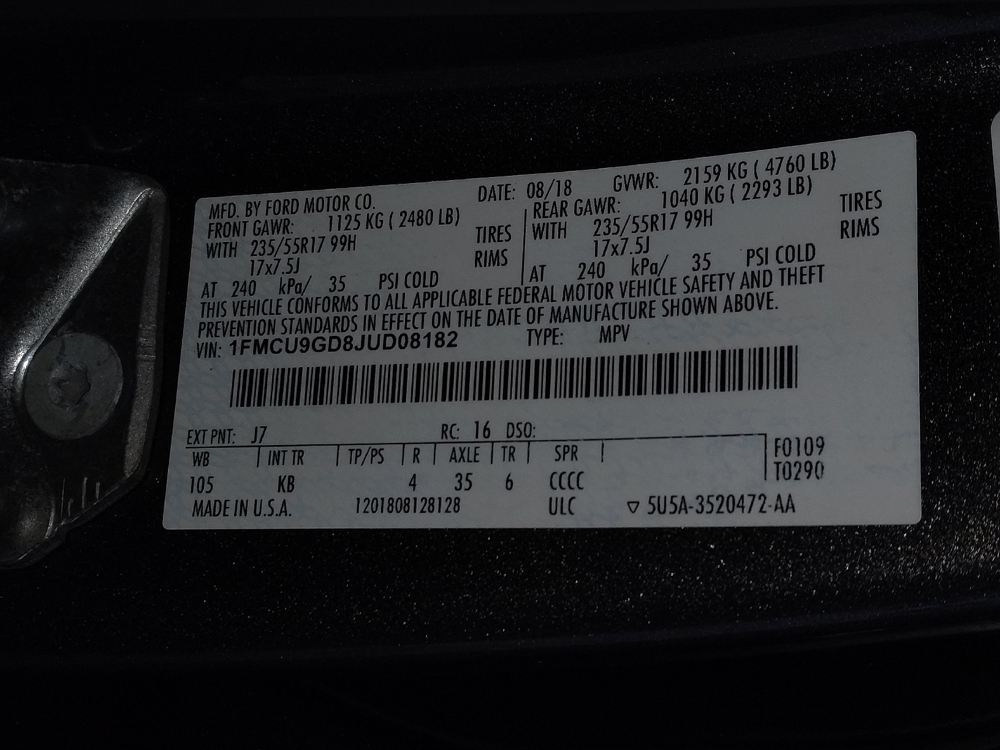 MFD. BY FORD MOTOR CO. DATE: 08/18 GVWR: 2159 KG ( 4760 LB)
FRONT GAWR: 1125 KG ( 2480 LB) REAR GAWR: 1040 KG ( 2293 LB)
WITH 235/55R17 99H TIRES WITH 235/55R17 99H TIRES
17x7.5J RIMS 17x7.5J RIMS
AT 240 kPa/ 35 PSI COLD AT 240 kPa/ 35 PSI COLD
THIS VEHICLE CONFORMS TO ALL APPLICABLE FEDERAL MOTOR VEHICLE SAFETY AND THEFT
PREVENTION STANDARDS IN EFFECT ON THE DATE OF MANUFACTURE SHOWN ABOVE.
VIN: 1FMCU9GD8JUD08182 TYPE: MPV
EXT PNT: J7 RC: 16 DSO:
WB INT TR TP/PS R AXLE TR SPR F0109
105 KB 4 35 6 CCCC T0290
MADE IN U.S.A. 1201808128128 ULC ▽ 5U5A-3520472-AA